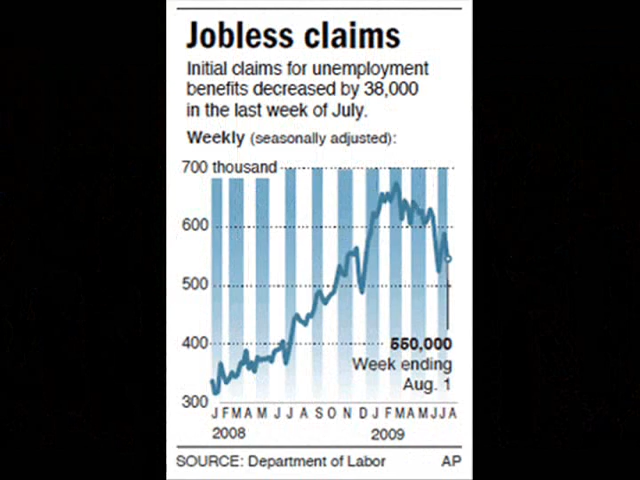 Jobless claims
Initial claims for unemployment
benefits decreased by 38,000
in the last week of July.
Weekly (seasonally adjusted):
700 thousand
600
500
400
550,000
Week ending
Aug. 1
300
J F M A M J J A S O N D J F M A M J J A
2008 2009
SOURCE: Department of Labor AP